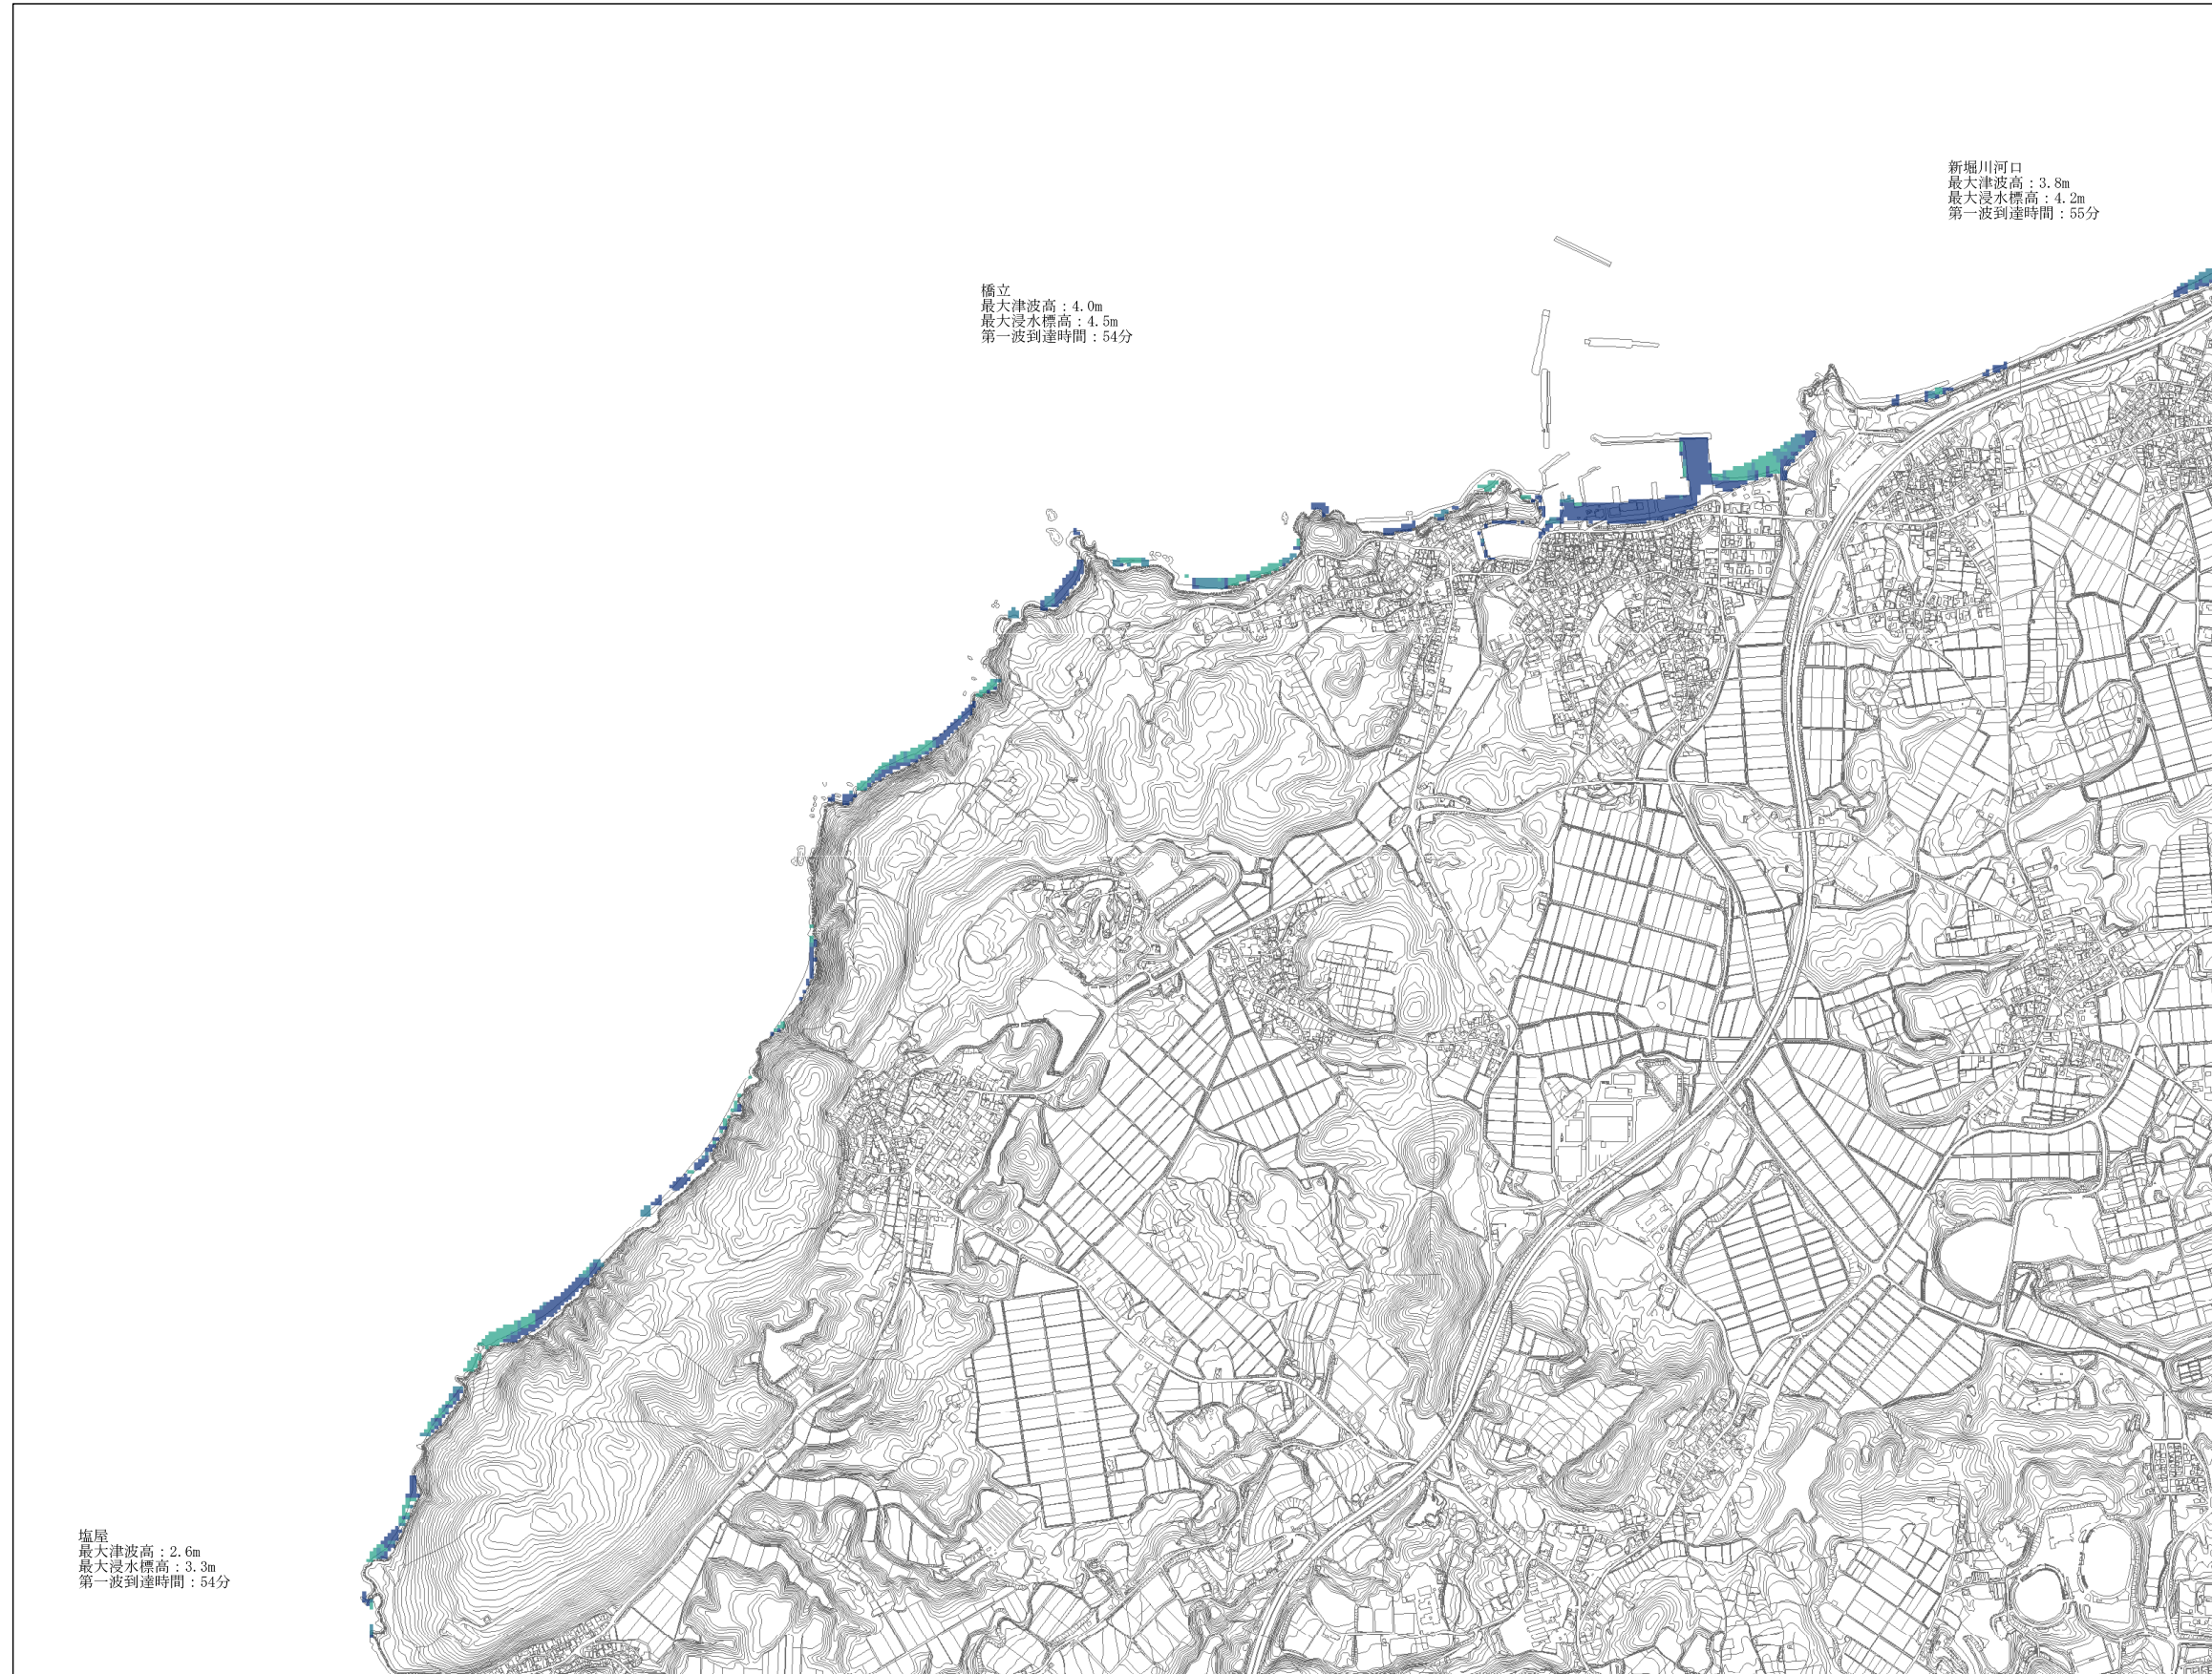 新堀川河口
最大津波高：3.8m
最大浸水標高：4.2m
第一波到達時間：55分
橋立
最大津波高：4.0m
最大浸水標高：4.5m
第一波到達時間：54分
塩屋
最大津波高：2.6m
最大浸水標高：3.3m
第一波到達時間：54分